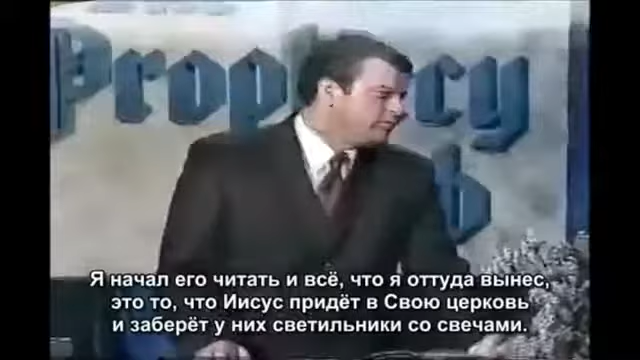 Prophecy
Я начал его читать и всё, что я оттуда вынес,
это то, что Иисус придёт в Свою церковь
и заберёт у них светильники со свечами.